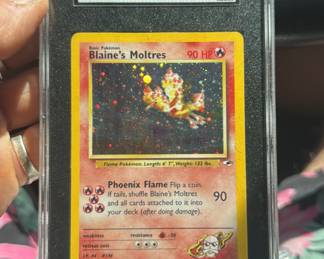 Basic Pokémon
Blaine's Moltres 90 HP
Flame Pokémon. Length: 6' 7", Weight: 132 lbs.
Phoenix Flame Flip a coin.
If tails, shuffle Blaine's Moltres
and all cards attached to it into
your deck (after doing damage).
90
weakness resistance -30
retreat cost